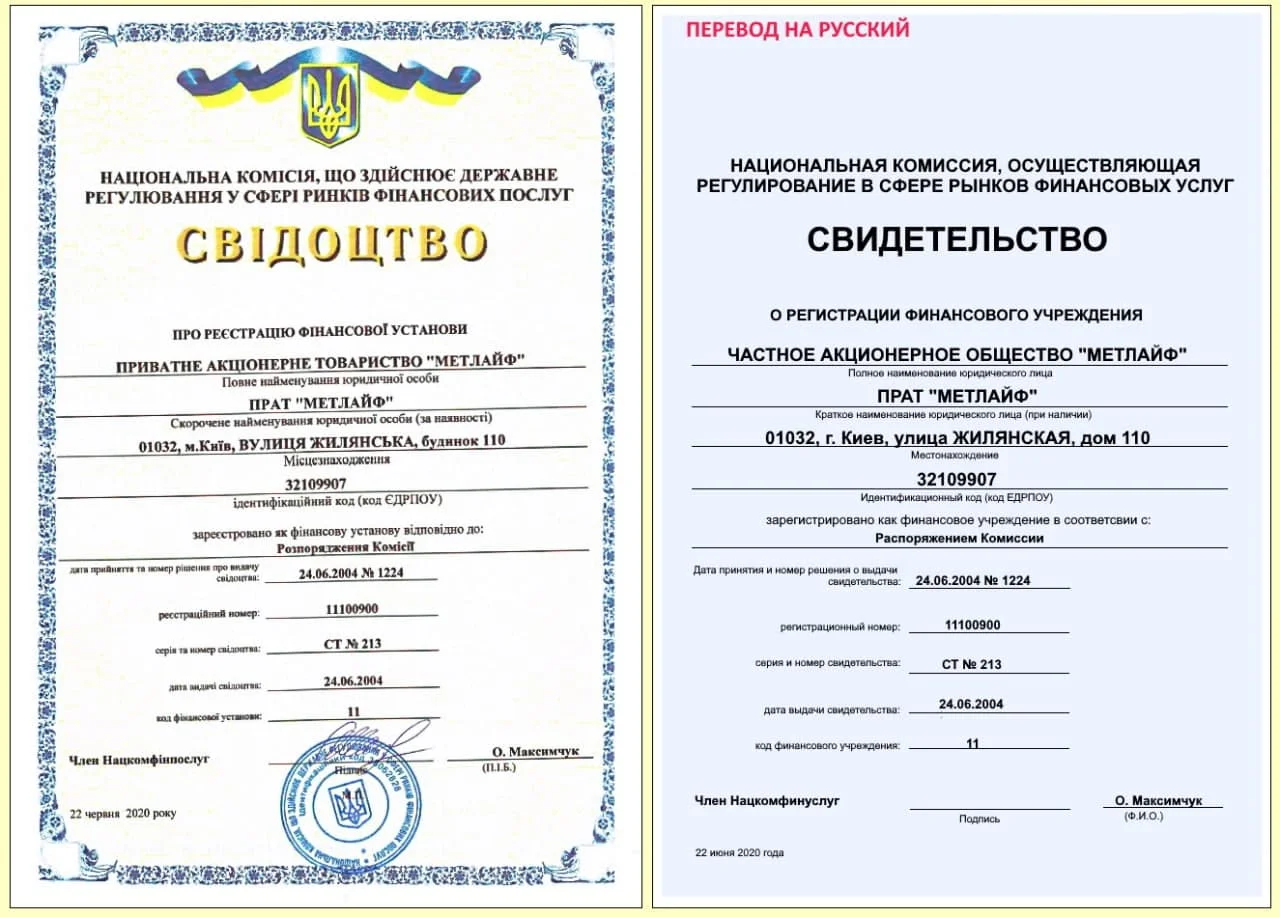 НАЦІОНАЛЬНА КОМІСІЯ, ЩО ЗДІЙСНЮЄ ДЕРЖАВНЕ
РЕГУЛЮВАННЯ У СФЕРІ РИНКІВ ФІНАНСОВИХ ПОСЛУГ
СВІДОЦТВО
ПРО РЕЄСТРАЦІЮ ФІНАНСОВОЇ УСТАНОВИ
ПРИВАТНЕ АКЦІОНЕРНЕ ТОВАРИСТВО "МЕТЛАЙФ"
Повне найменування юридичної особи
ПРАТ "МЕТЛАЙФ"
Скорочене найменування юридичної особи (за наявності)
01032, м.Київ, ВУЛИЦЯ ЖИЛЯНСЬКА, будинок 110
Місцезнаходження
32109907
ідентифікаційний код (код ЄДРПОУ)
зареєстровано як фінансову установу відповідно до:
Розпорядження Комісії
дата прийняття та номер рішення про видачу
свідоцтва: 24.06.2004 № 1224
реєстраційний номер: 11100900
серія та номер свідоцтва: СТ № 213
дата видачі свідоцтва: 24.06.2004
код фінансової установи: 11
Член Нацкомфінпослуг О. Максимчук
Підпис (П.І.Б.)
22 червня 2020 року
ПЕРЕВОД НА РУССКИЙ
НАЦИОНАЛЬНАЯ КОМИССИЯ, ОСУЩЕСТВЛЯЮЩАЯ
РЕГУЛИРОВАНИЕ В СФЕРЕ РЫНКОВ ФИНАНСОВЫХ УСЛУГ
СВИДЕТЕЛЬСТВО
О РЕГИСТРАЦИИ ФИНАНСОВОГО УЧРЕЖДЕНИЯ
ЧАСТНОЕ АКЦИОНЕРНОЕ ОБЩЕСТВО "МЕТЛАЙФ"
Полное наименование юридического лица
ПРАТ "МЕТЛАЙФ"
Краткое наименование юридического лица (при наличии)
01032, г. Киев, улица ЖИЛЯНСКАЯ, дом 110
Местонахождение
32109907
Идентификационный код (код ЕДРПОУ)
зарегистрировано как финансовое учреждение в соответсвии с:
Распоряжением Комиссии
Дата принятия и номер решения о выдачи
свидетельства: 24.06.2004 № 1224
регистрационный номер: 11100900
серия и номер свидетельства: СТ № 213
дата выдачи свидетельства: 24.06.2004
код финансового учреждения: 11
Член Нацкомфинуслуг О. Максимчук
Подпись (Ф.И.О.)
22 июня 2020 года